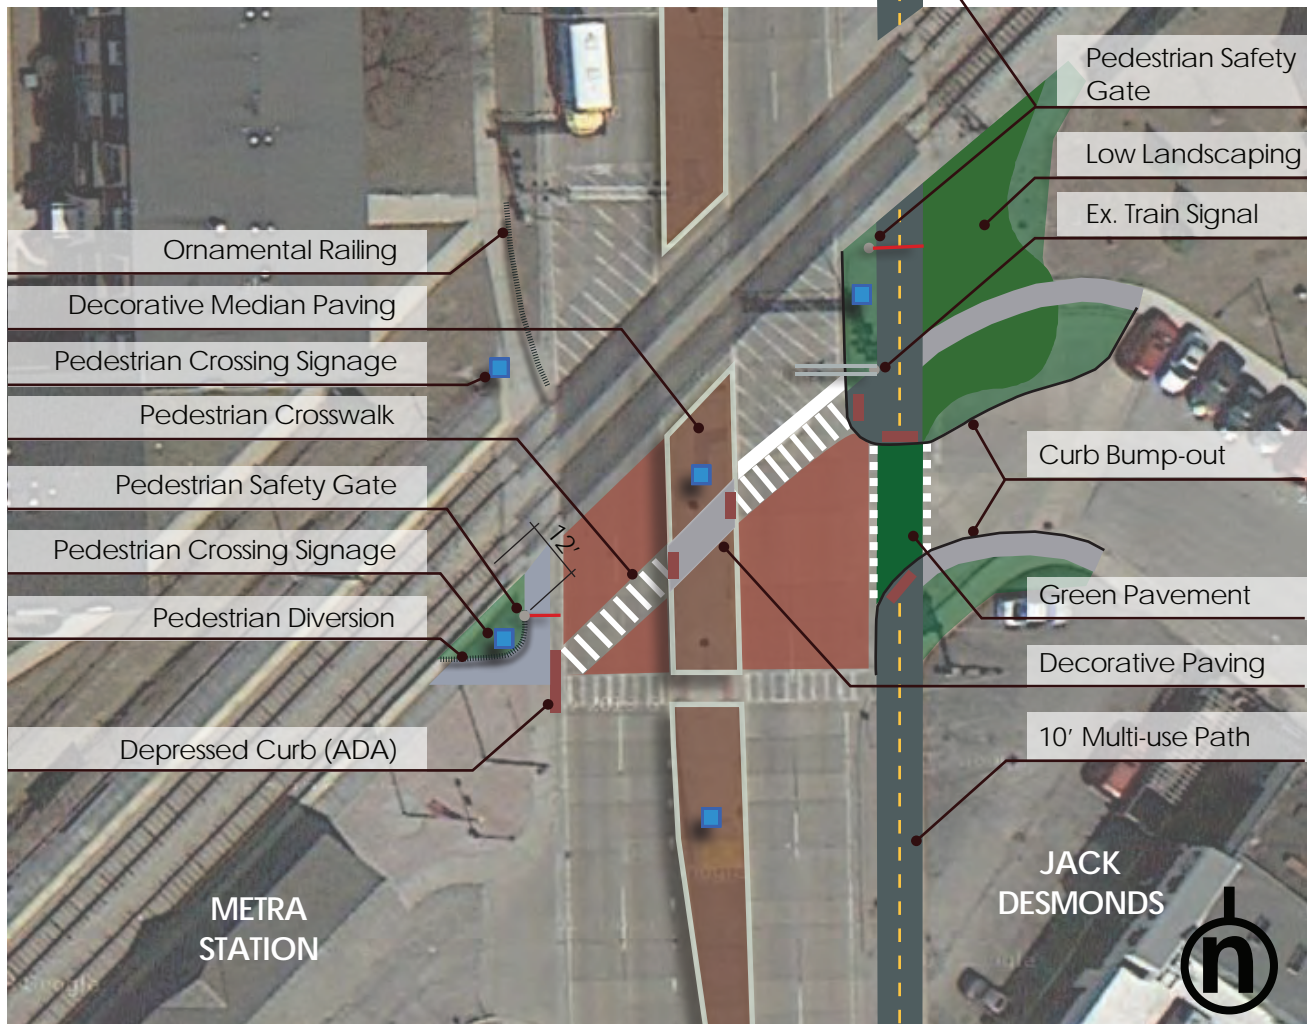 Pedestrian Safety
Gate
Low Landscaping
Ex. Train Signal
Ornamental Railing
Decorative Median Paving
Pedestrian Crossing Signage
Pedestrian Crosswalk
Pedestrian Safety Gate
Pedestrian Crossing Signage
Pedestrian Diversion
Depressed Curb (ADA)
12'
Curb Bump-out
Green Pavement
Decorative Paving
10' Multi-use Path
METRA
STATION
JACK
DESMONDS
n